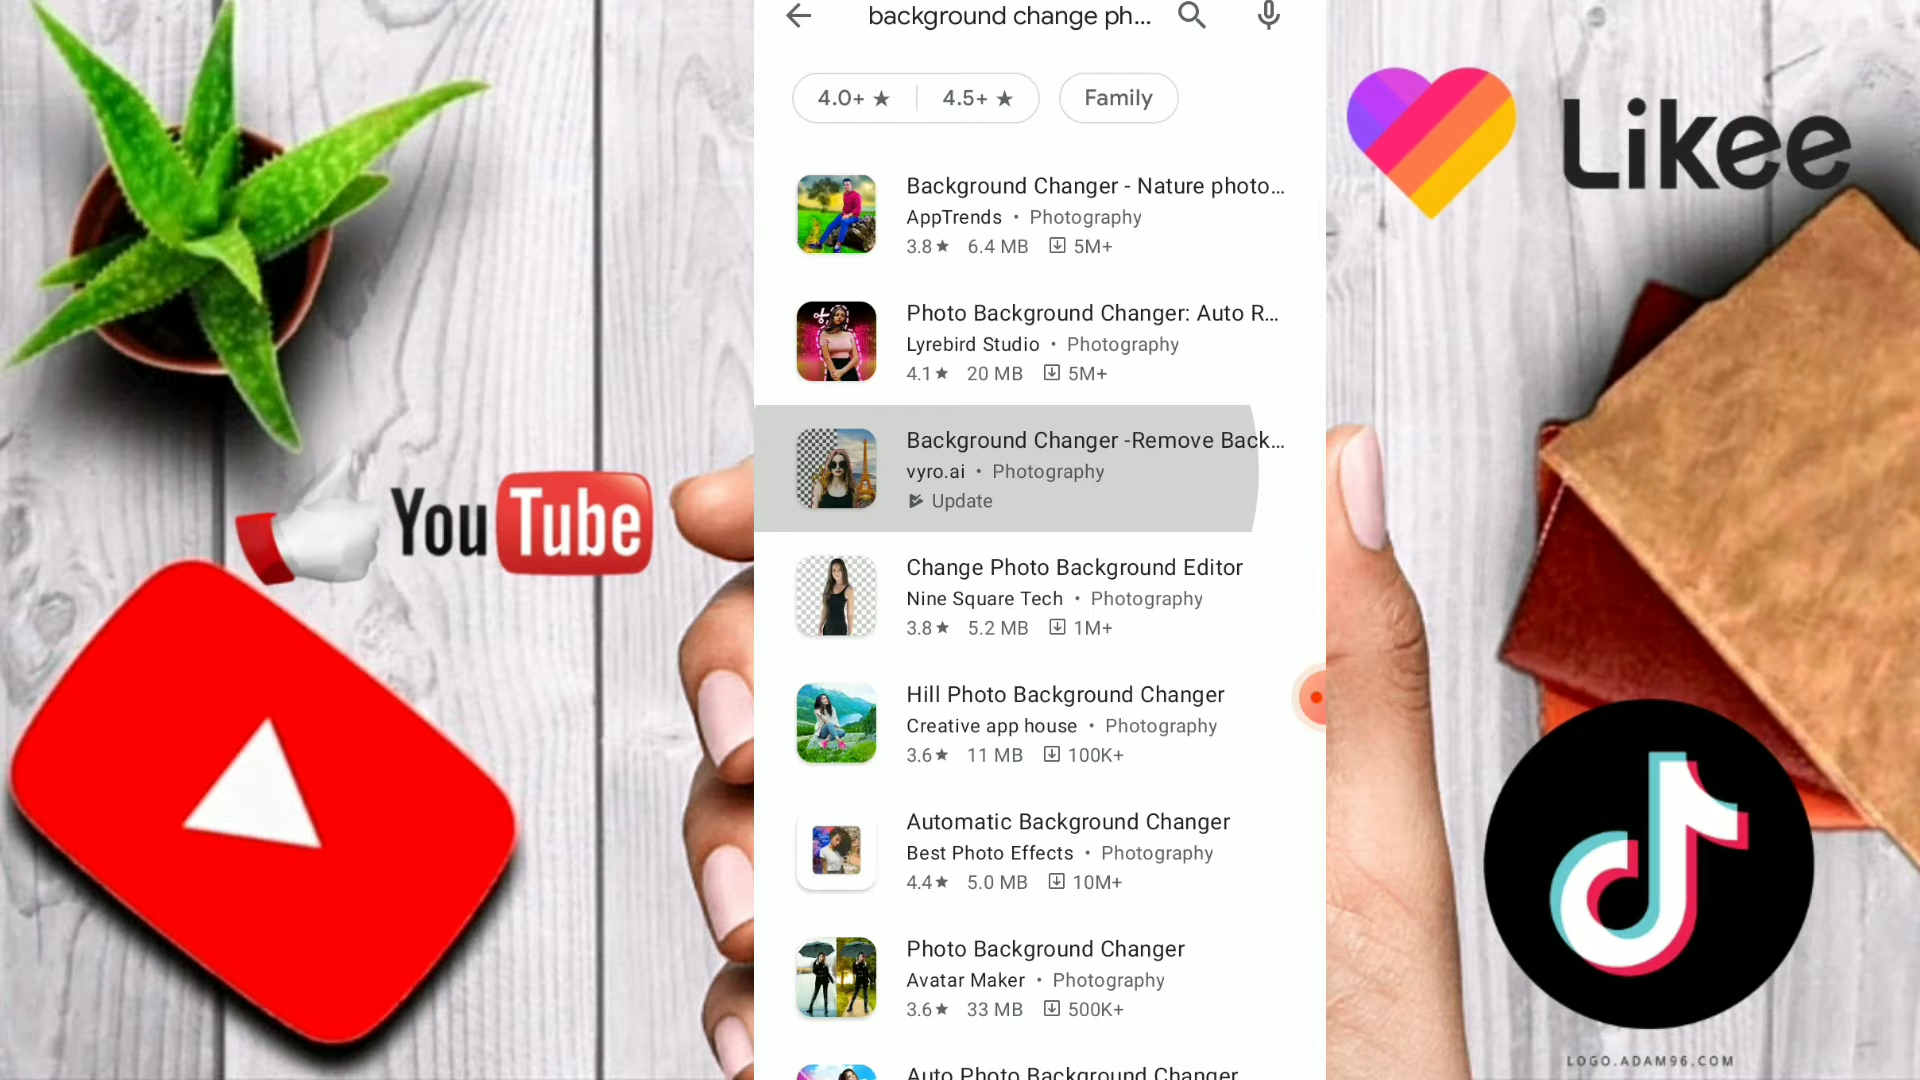 background change ph...
4.0+ ★
4.5+ ★
Family
Background Changer - Nature photo...
AppTrends • Photography
3.8★ 6.4 MB 5M+
Photo Background Changer: Auto R...
Lyrebird Studio • Photography
4.1★ 20 MB 5M+
Background Changer -Remove Back...
vyro.ai • Photography
Update
Change Photo Background Editor
Nine Square Tech • Photography
3.8★ 5.2 MB 1M+
Hill Photo Background Changer
Creative app house • Photography
3.6★ 11 MB 100K+
Automatic Background Changer
Best Photo Effects • Photography
4.4★ 5.0 MB 10M+
Photo Background Changer
Avatar Maker • Photography
3.6★ 33 MB 500K+
Auto Photo Background Changer
YouTube
Likee
LOGO.ADAM96.COM